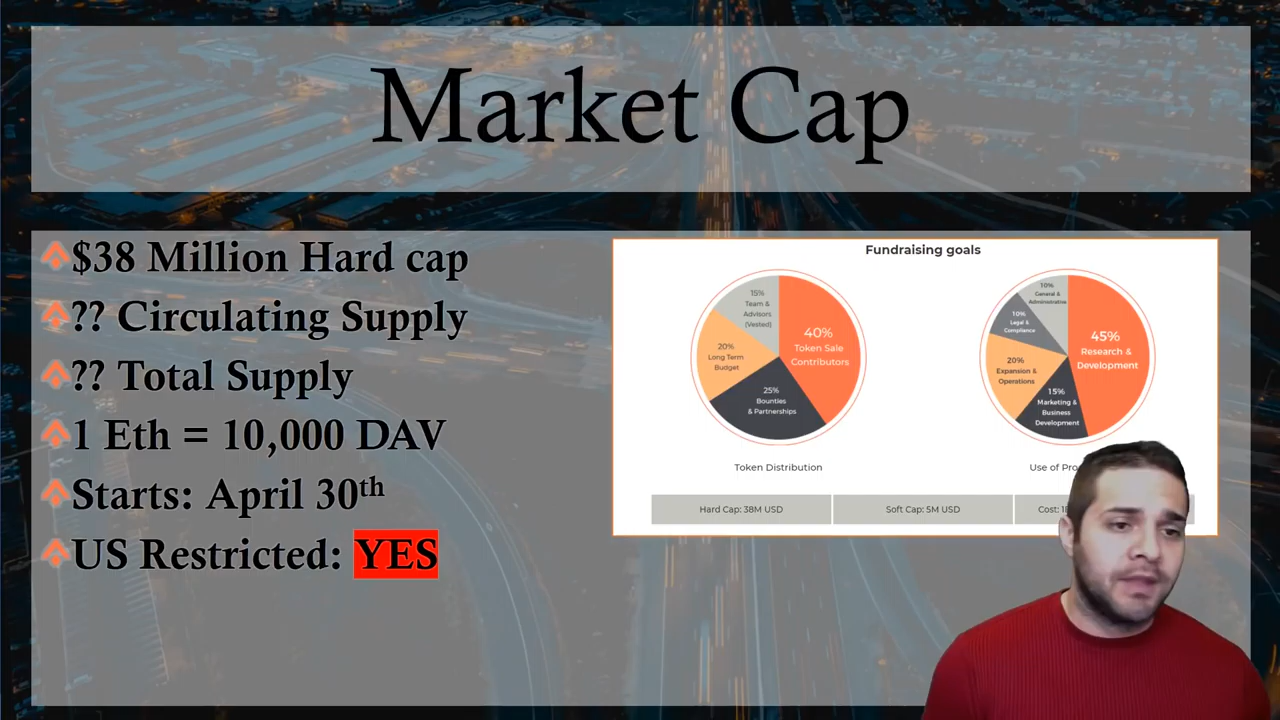 Market Cap
$38 Million Hard cap
?? Circulating Supply
?? Total Supply
1 Eth = 10,000 DAV
Starts: April 30th
US Restricted: YES
Fundraising goals
15%
Team &
Advisors
(Vested)
40%
Token Sale
Contributors
20%
Long Term
Budget
25%
Bounties
& Partnerships
Token Distribution
10%
General &
Administrative
10%
Legal &
Compliance
45%
Research &
Development
20%
Expansion &
Operations
15%
Marketing &
Business
Development
Use of
Hard Cap: 38M USD
Soft Cap: 5M USD
Cost: